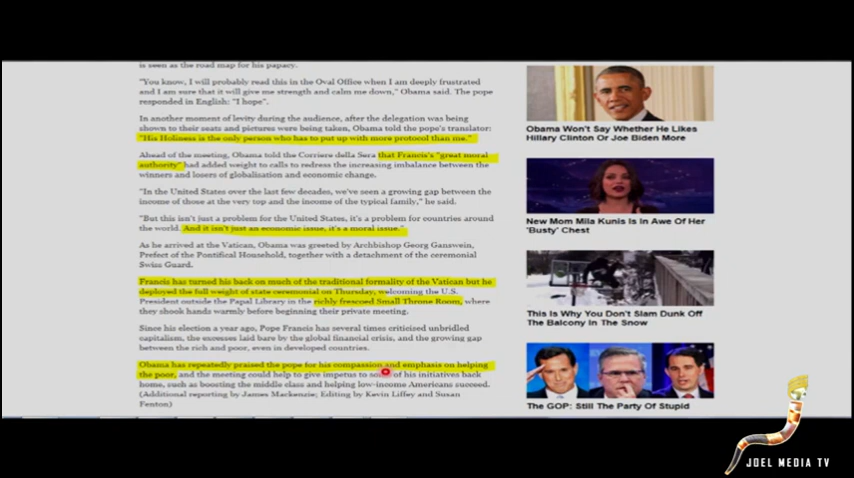 is seen as the road map for his papacy.
"You know, I will probably read this in the Oval Office when I am deeply frustrated
and I am sure that it will give me strength and calm me down," Obama said. The pope
responded in English: "I hope".
In another moment of levity during the audience, after the delegation was being
shown to their seats and pictures were being taken, Obama told the pope's translator:
"His Holiness is the only person who has to put up with more protocol than me."
Ahead of the meeting, Obama told the Corriere della Sera that Francis's "great moral
authority" had added weight to calls to redress the increasing imbalance between the
winners and losers of globalisation and economic change.
"In the United States over the last few decades, we've seen a growing gap between the
income of those at the very top and the income of the typical family," he said.
"But this isn't just a problem for the United States, it's a problem for countries around
the world. And it isn't just an economic issue, it's a moral issue."
As he arrived at the Vatican, Obama was greeted by Archbishop Georg Ganswein,
Prefect of the Pontifical Household, together with a detachment of the ceremonial
Swiss Guard.
Francis has turned his back on much of the traditional formality of the Vatican but he
deployed the full weight of state ceremonial on Thursday, welcoming the U.S.
President outside the Papal Library in the richly frescoed Small Throne Room, where
they shook hands warmly before beginning their private meeting.
Since his election a year ago, Pope Francis has several times criticized unbridled
capitalism, the excesses laid bare by the global financial crisis, and the growing gap
between the rich and poor, even in developed countries.
Obama has repeatedly praised the pope for his compassion and emphasis on helping
the poor, and the meeting could help to give impetus to of his initiatives back
home, such as boosting the middle class and helping low-income Americans succeed.
(Additional reporting by James Mackenzie; Editing by Kevin Liffey and Susan
Fenton)
Obama Won't Say Whether He Likes
Hillary Clinton Or Joe Biden More
New Mom Mila Kunis Is In Awe Of Her
'Busty' Chest
This Is Why You Don't Slam Dunk Off
The Balcony In The Snow
The GOP: Still The Party Of Stupid
JOEL MEDIA TV